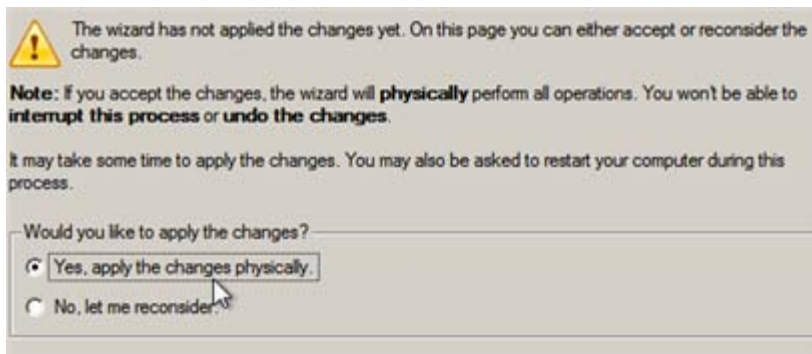 The wizard has not applied the changes yet. On this page you can either accept or reconsider the
changes.
Note: If you accept the changes, the wizard will physically perform all operations. You won't be able to
interrupt this process or undo the changes.
It may take some time to apply the changes. You may also be asked to restart your computer during this
process.
Would you like to apply the changes?
Yes, apply the changes physically.
No, let me reconsider.